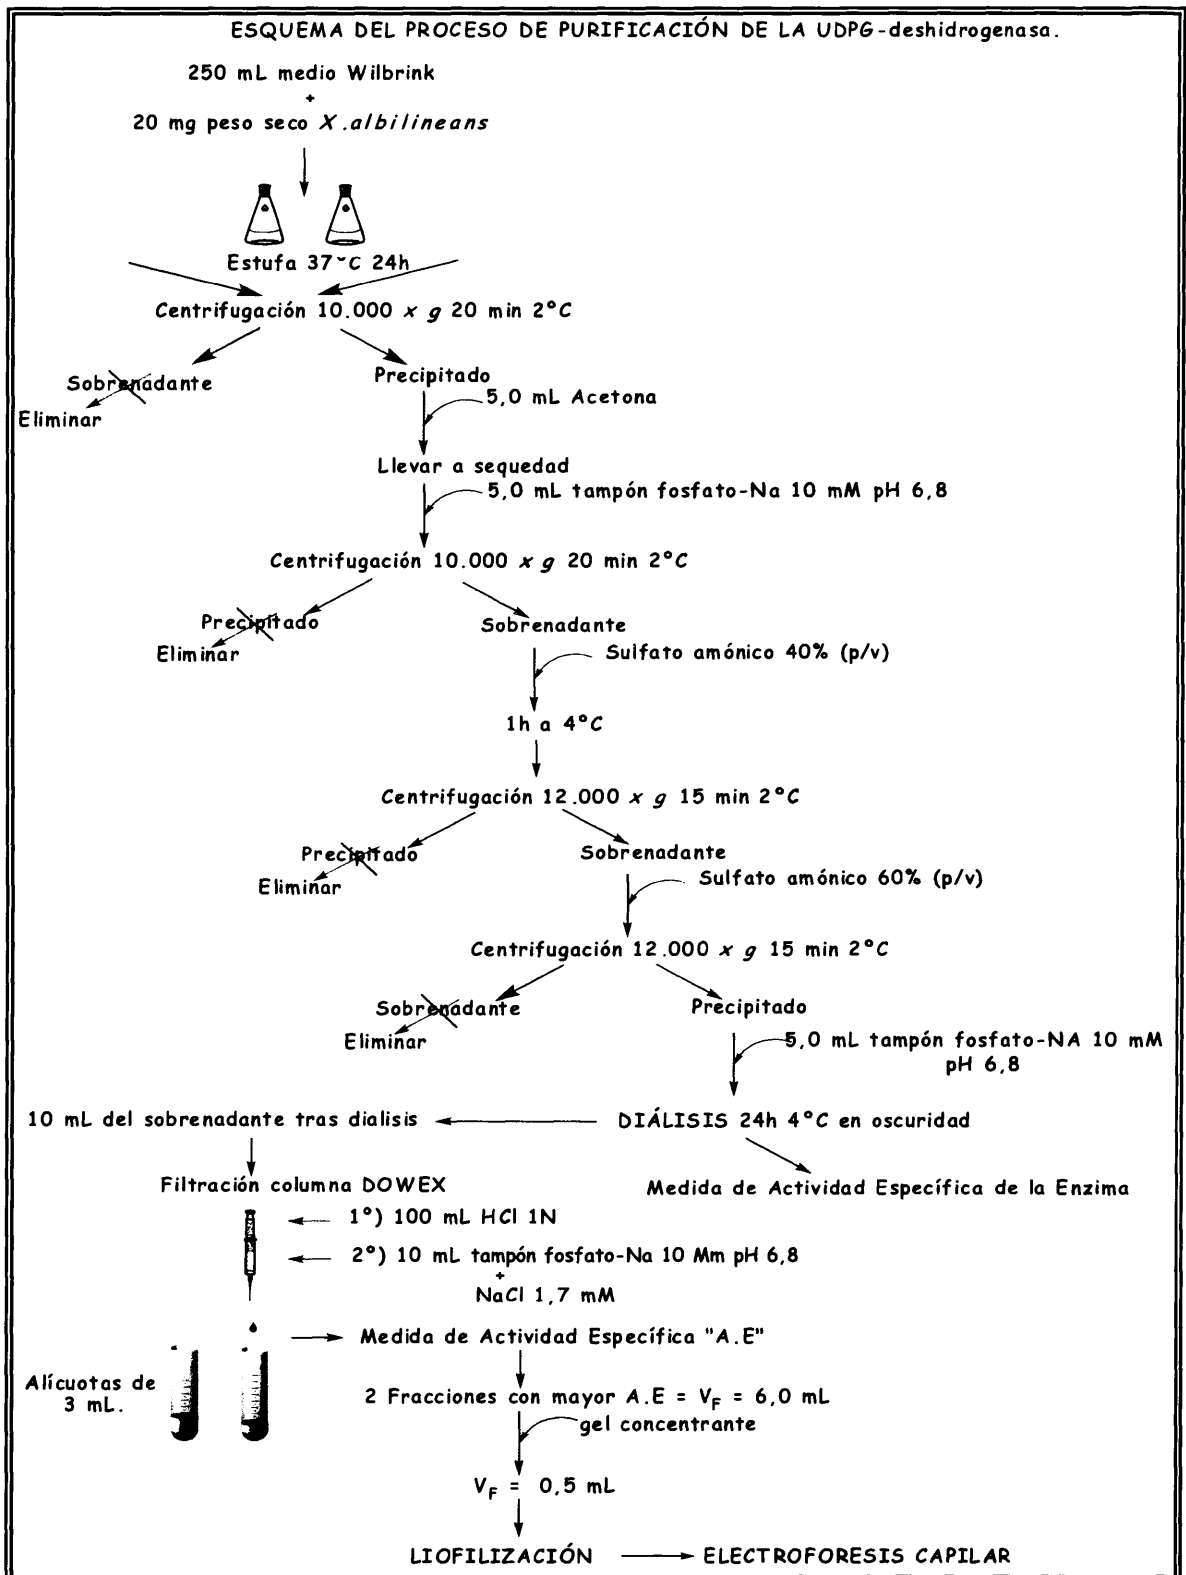 ESQUEMA DEL PROCESO DE PURIFICACIÓN DE LA UDPG-deshidrogenasa.
250 mL medio Wilbrink
+
20 mg peso seco X.albilineans
Estufa 37~C 24h
Centrifugación 10.000 x g 20 min 2°C
Sobrenadante
Precipitado
Eliminar
5,0 mL Acetona
Llevar a sequedad
5,0 mL tampón fosfato-Na 10 mM pH 6,8
Centrifugación 10.000 x g 20 min 2°C
Precipitado
Sobrenadante
Eliminar
Sulfato amónico 40% (p/v)
1h a 4°C
Centrifugación 12.000 x g 15 min 2°C
Precipitado
Sobrenadante
Eliminar
Sulfato amónico 60% (p/v)
Centrifugación 12.000 x g 15 min 2°C
Sobrenadante
Precipitado
Eliminar
5,0 mL tampón fosfato-NA 10 mM
pH 6,8
10 mL del sobrenadante tras dialisis
DIÁLISIS 24h 4°C en oscuridad
Filtración columna DOWEX
Medida de Actividad Específica de la Enzima
1°) 100 mL HCl 1N
2°) 10 mL tampón fosfato-Na 10 Mm pH 6,8
+
NaCl 1,7 mM
Medida de Actividad Específica "A.E"
Alícuotas de
3 mL.
2 Fracciones con mayor A.E = VF = 6,0 mL
gel concentrante
VF = 0,5 mL
LIOFILIZACIÓN
ELECTROFORESIS CAPILAR